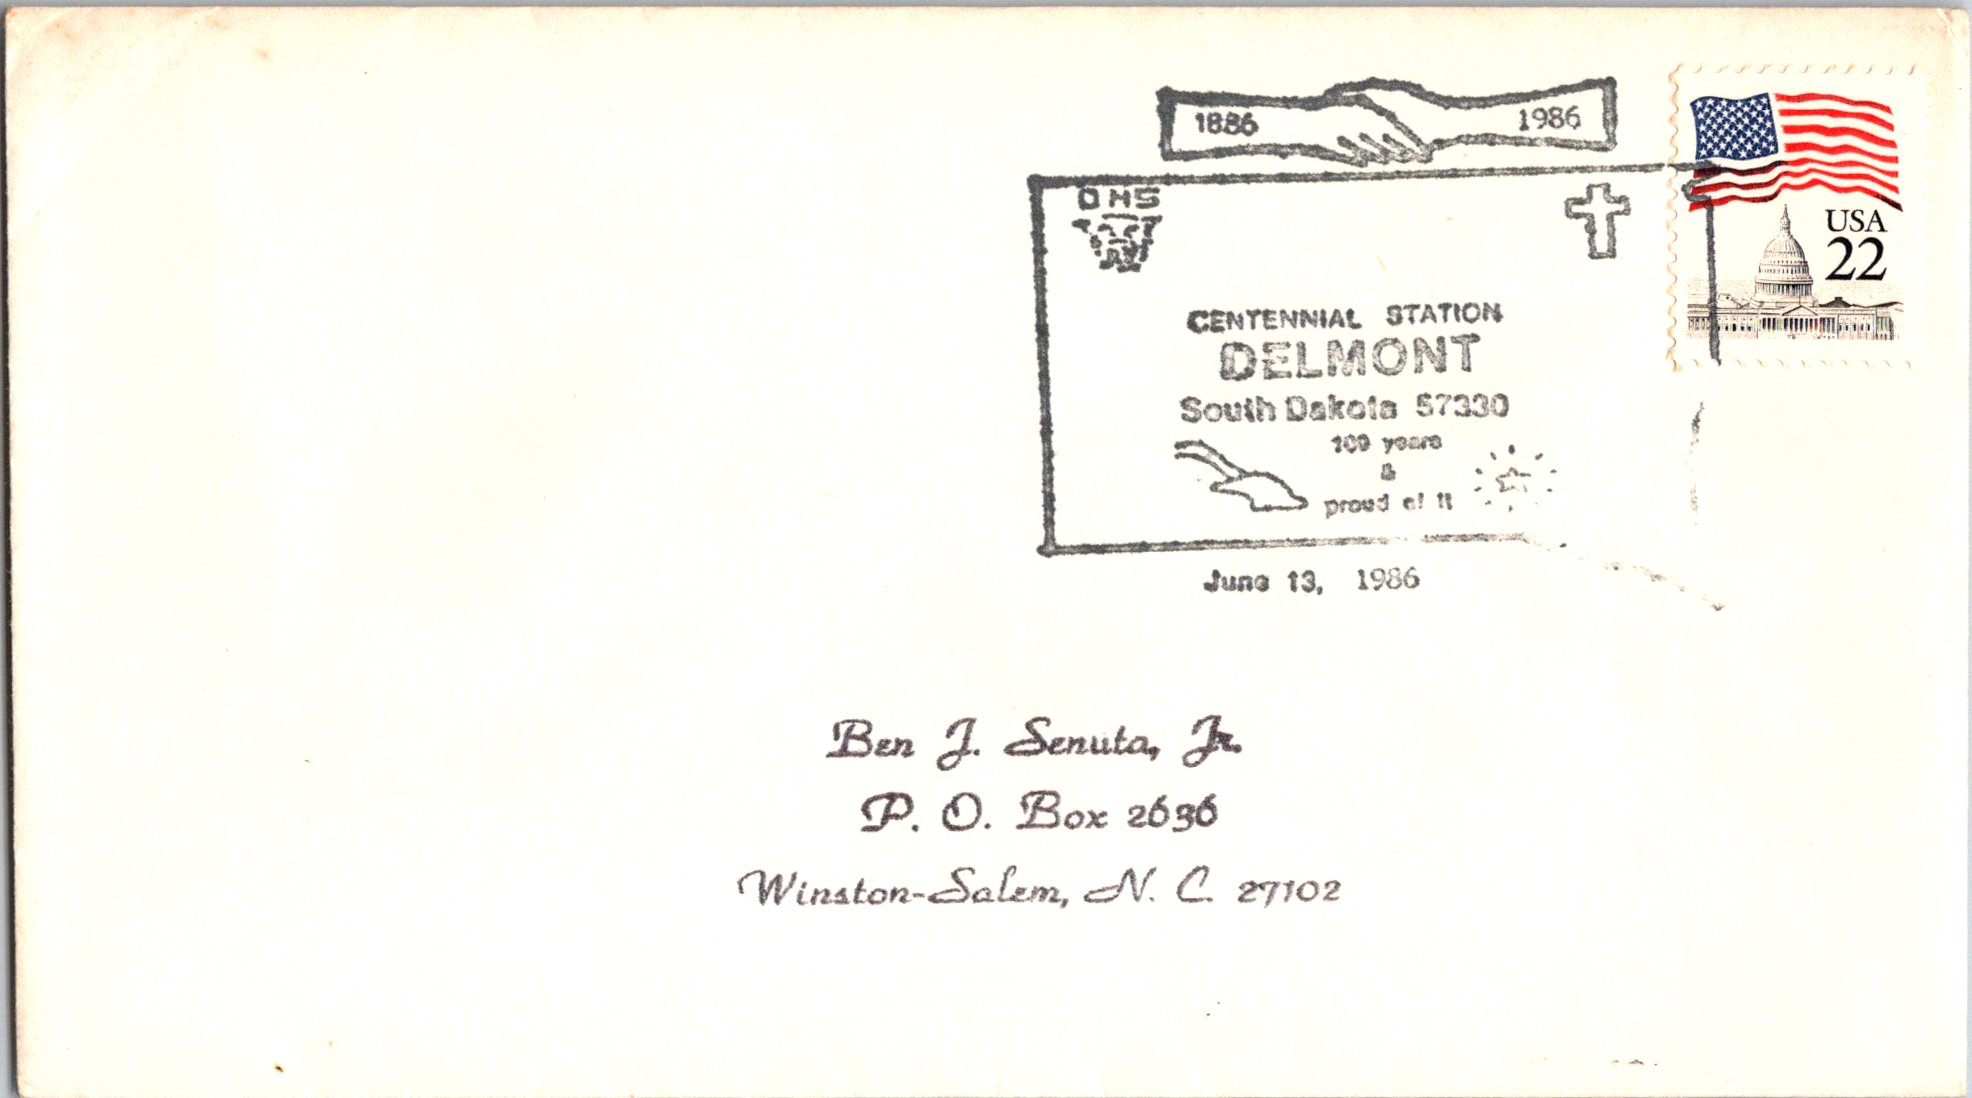 1886 1986
DHS
CENTENNIAL STATION
DELMONT
South Dakota 57330
100 years
&
proud of it
June 13, 1986
USA
22
Ben J. Senuta, Jr.
P. O. Box 2636
Winston-Salem, N. C. 27102